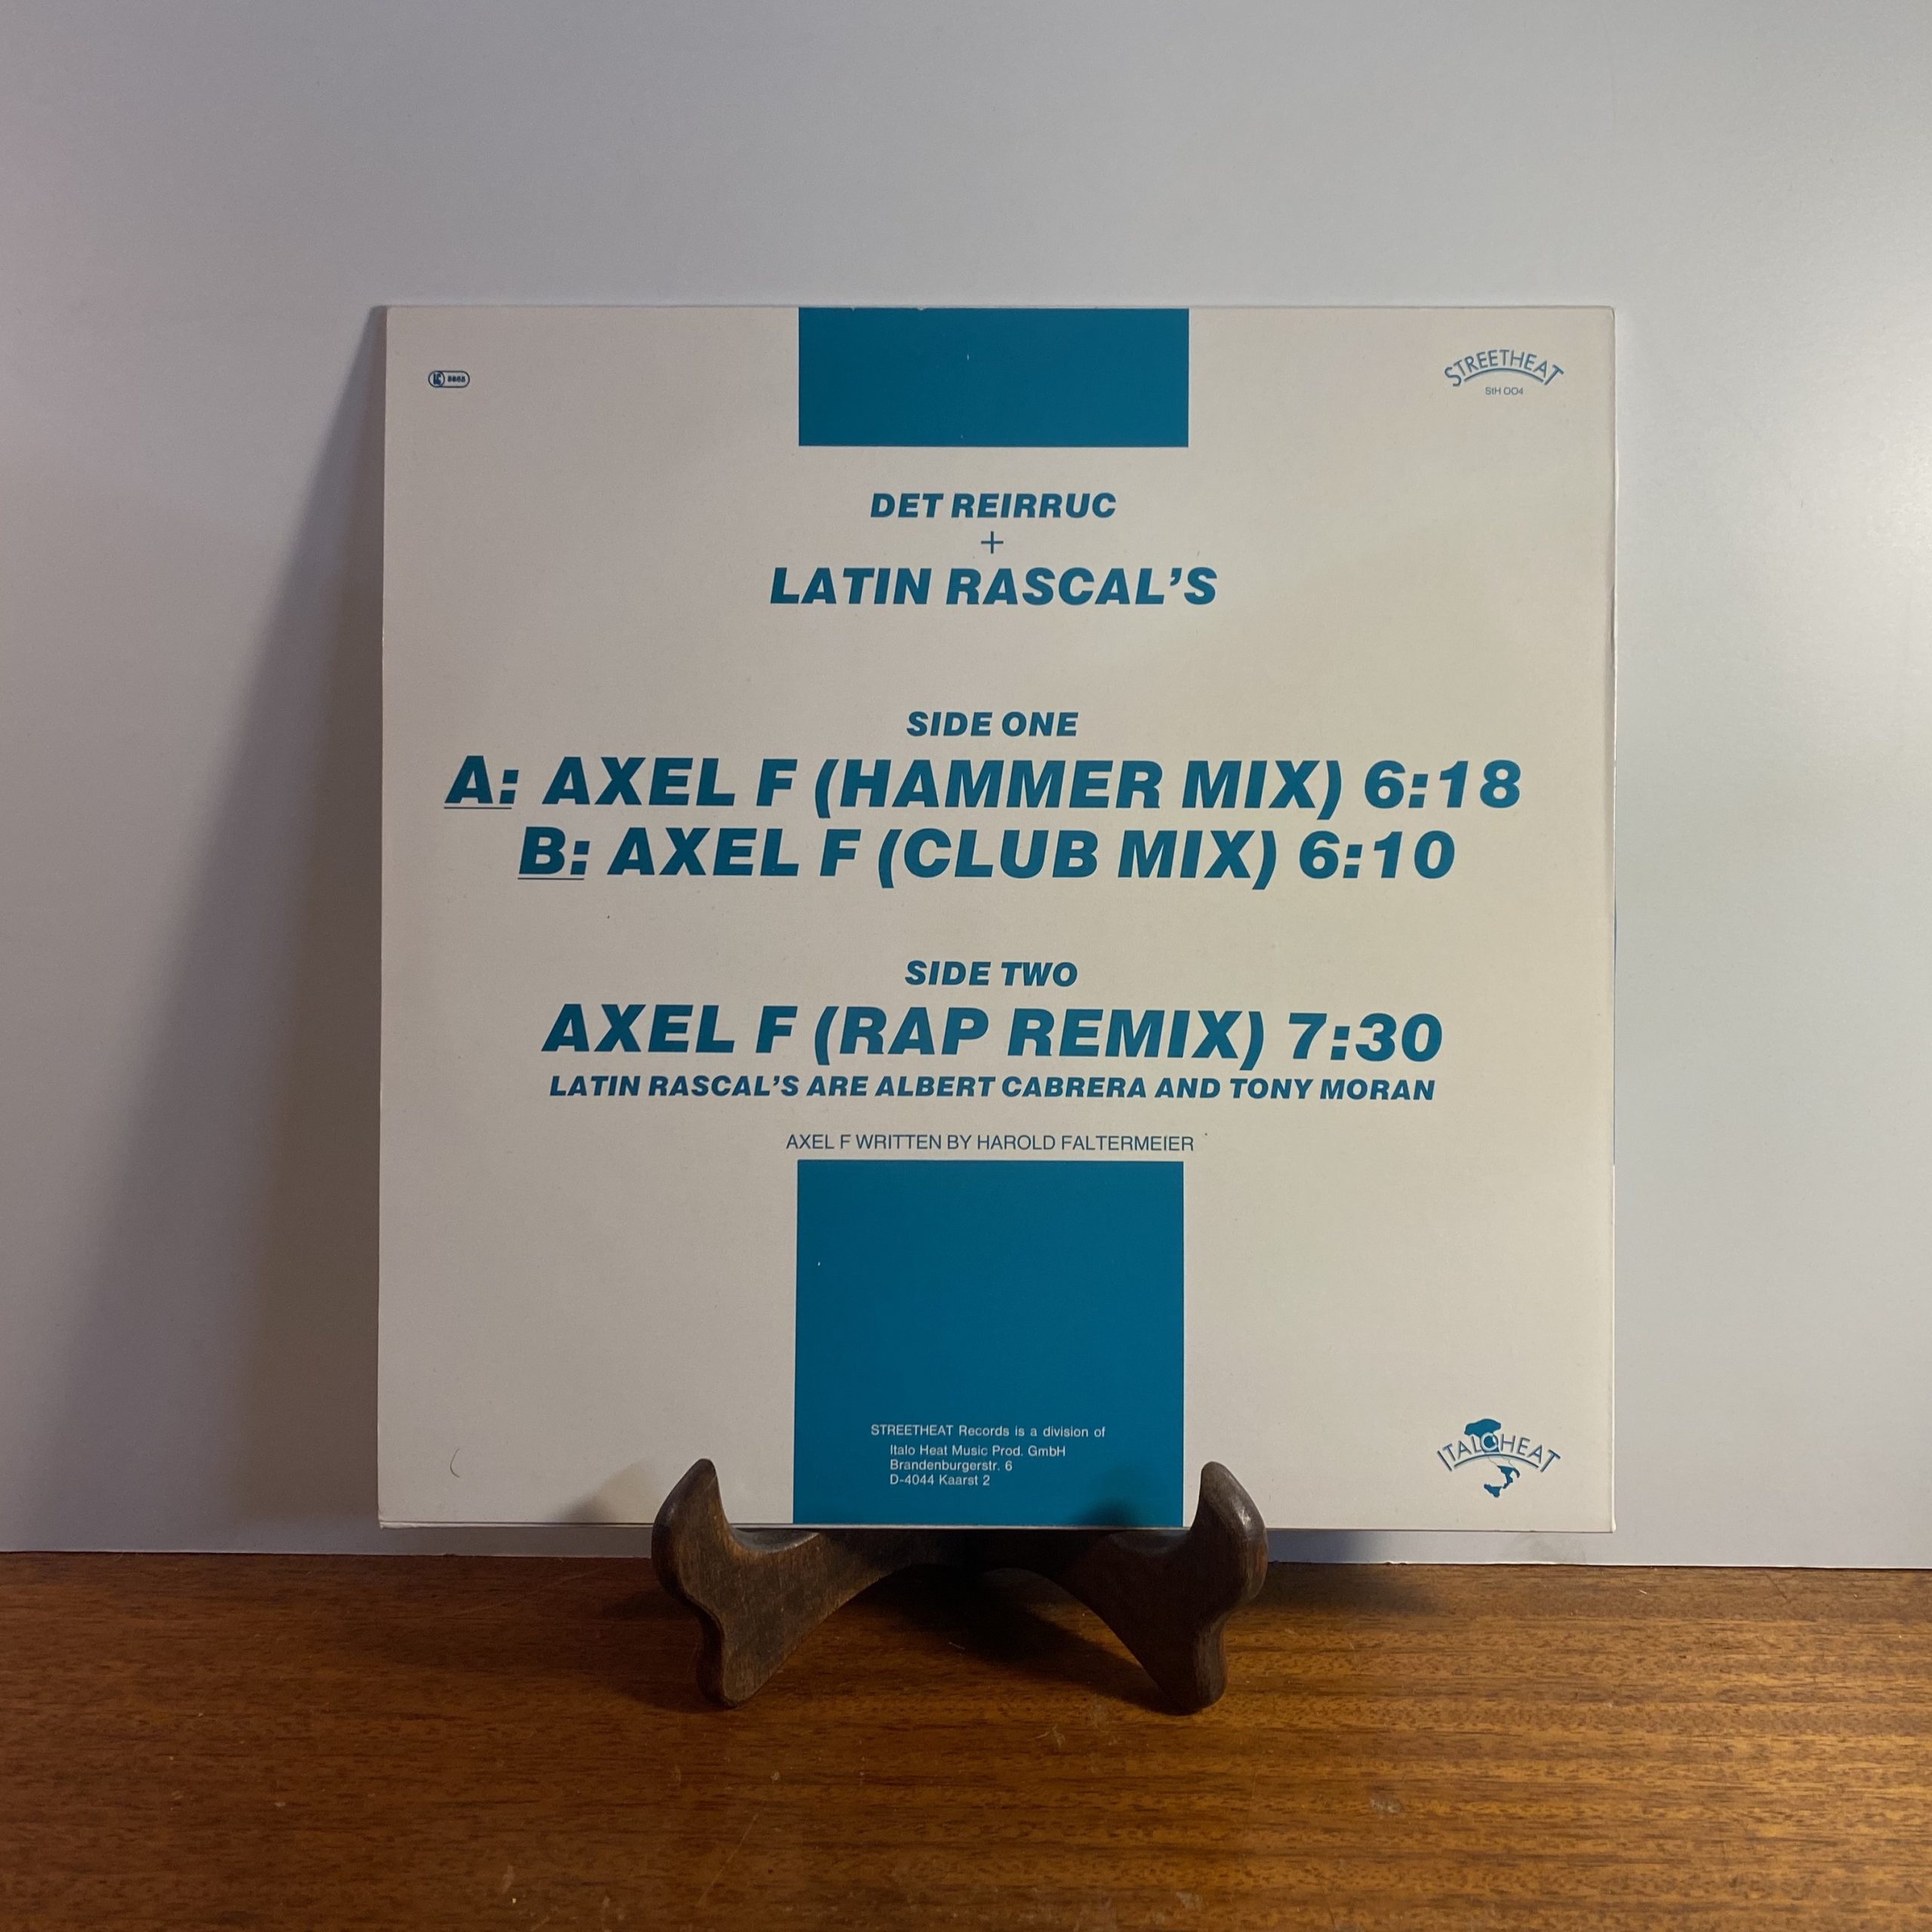 LC 8968
STREETHEAT
StH 004
DET REIRRUC
+
LATIN RASCAL'S
SIDE ONE
A: AXEL F (HAMMER MIX) 6:18
B: AXEL F (CLUB MIX) 6:10
SIDE TWO
AXEL F (RAP REMIX) 7:30
LATIN RASCAL'S ARE ALBERT CABRERA AND TONY MORAN
AXEL F WRITTEN BY HAROLD FALTERMEIER
STREETHEAT Records is a division of
Italo Heat Music Prod. GmbH
Brandenburgerstr. 6
D-4044 Kaarst 2
ITALOHEAT